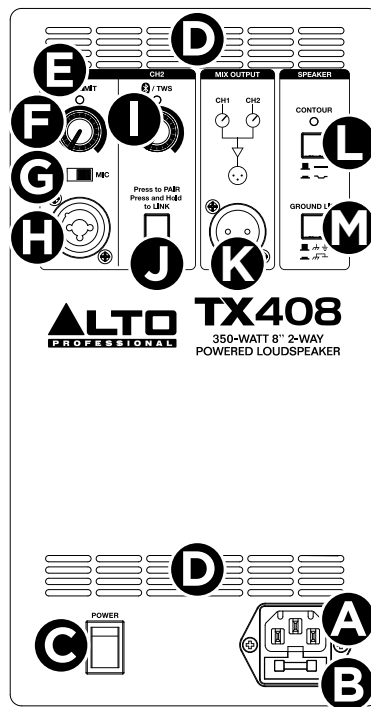 D
E
CH2
MIX OUTPUT
SPEAKER
/ TWS
CH1
CH2
CONTOUR
F
I
L
G
MIC
Press to PAIR
Press and Hold
to LINK
H
J
K
GROUND
M
ALTO
PROFESSIONAL
TX408
350-WATT 8" 2-WAY
POWERED LOUDSPEAKER
D
POWER
C
A
B